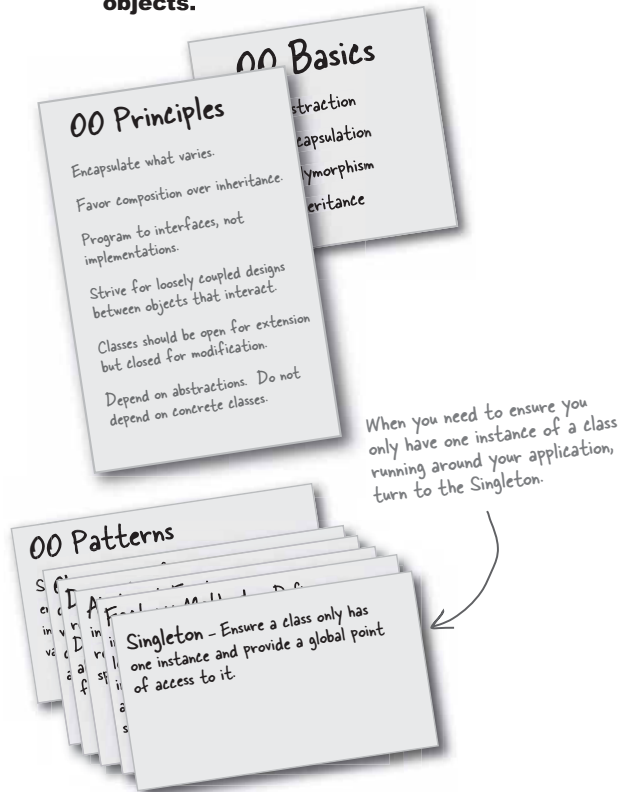 objects.
OO Basics
OO Principles
Encapsulate what varies.
Favor composition over inheritance.
Program to interfaces, not
implementations.
Strive for loosely coupled designs
between objects that interact.
Classes should be open for extension
but closed for modification.
Depend on abstractions. Do not
depend on concrete classes.
When you need to ensure you
only have one instance of a class
running around your application,
turn to the Singleton.
OO Patterns
Singleton – Ensure a class only has
one instance and provide a global point
of access to it.